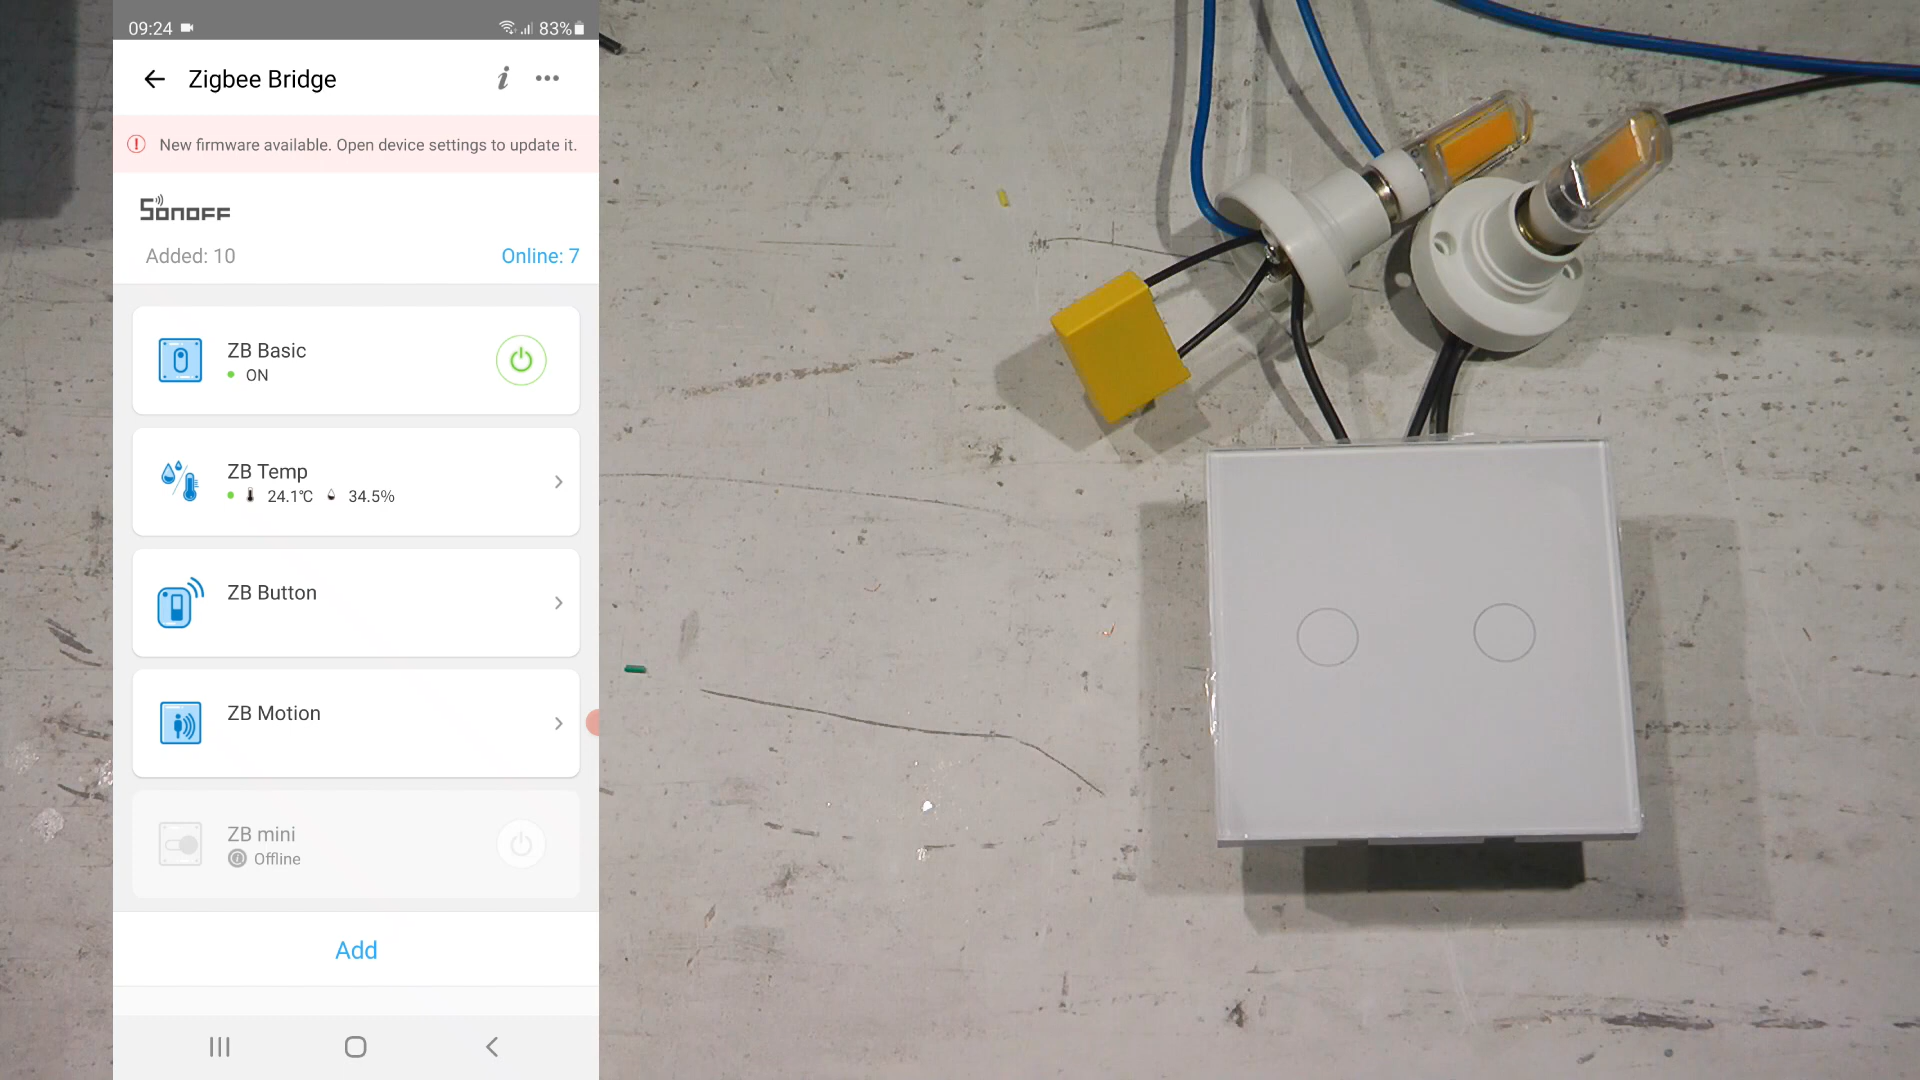 09:24
83%
Zigbee Bridge
New firmware available. Open device settings to update it.
SONOFF
Added: 10
Online: 7
ZB Basic
ON
ZB Temp
24.1℃ 34.5%
ZB Button
ZB Motion
ZB mini
Offline
Add